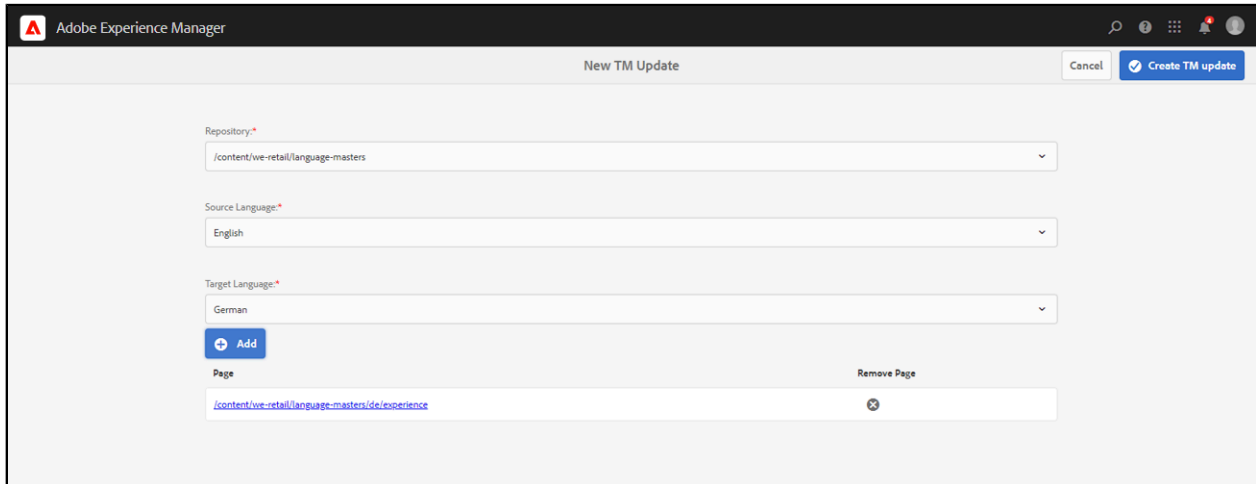 Adobe Experience Manager
4
New TM Update
Cancel
Create TM update
Repository:*
/content/we-retail/language-masters
Source Language:*
English
Target Language:*
German
Add
Page Remove Page
/content/we-retail/language-masters/de/experience